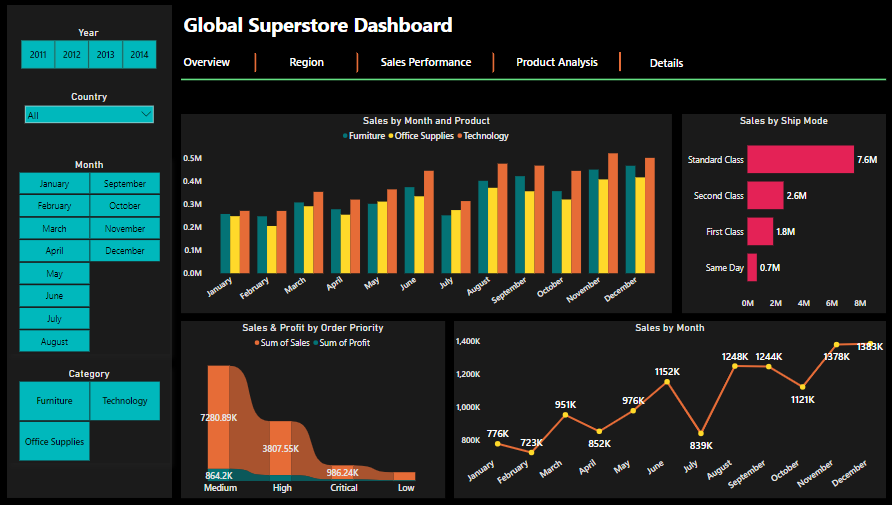 Global Superstore Dashboard
Overview Region Sales Performance Product Analysis Details
Year
2011 2012 2013 2014
Country
All
Month
January September
February October
March November
April December
May
June
July
August
Category
Furniture Technology
Office Supplies
Sales by Month and Product
Furniture Office Supplies Technology
0.5M
0.4M
0.3M
0.2M
0.1M
0.0M
January February March April May June July August September October November December
Sales by Ship Mode
Standard Class 7.6M
Second Class 2.6M
First Class 1.8M
Same Day 0.7M
0M 2M 4M 6M 8M
Sales & Profit by Order Priority
Sum of Sales Sum of Profit
7280.89K
3807.55K
986.24K
864.2K
Medium High Critical Low
Sales by Month
1,400K
1,200K
1,000K
800K
776K 723K 951K 852K 976K 1152K 839K 1248K 1244K 1121K 1378K 1383K
January February March April May June July August September October November December